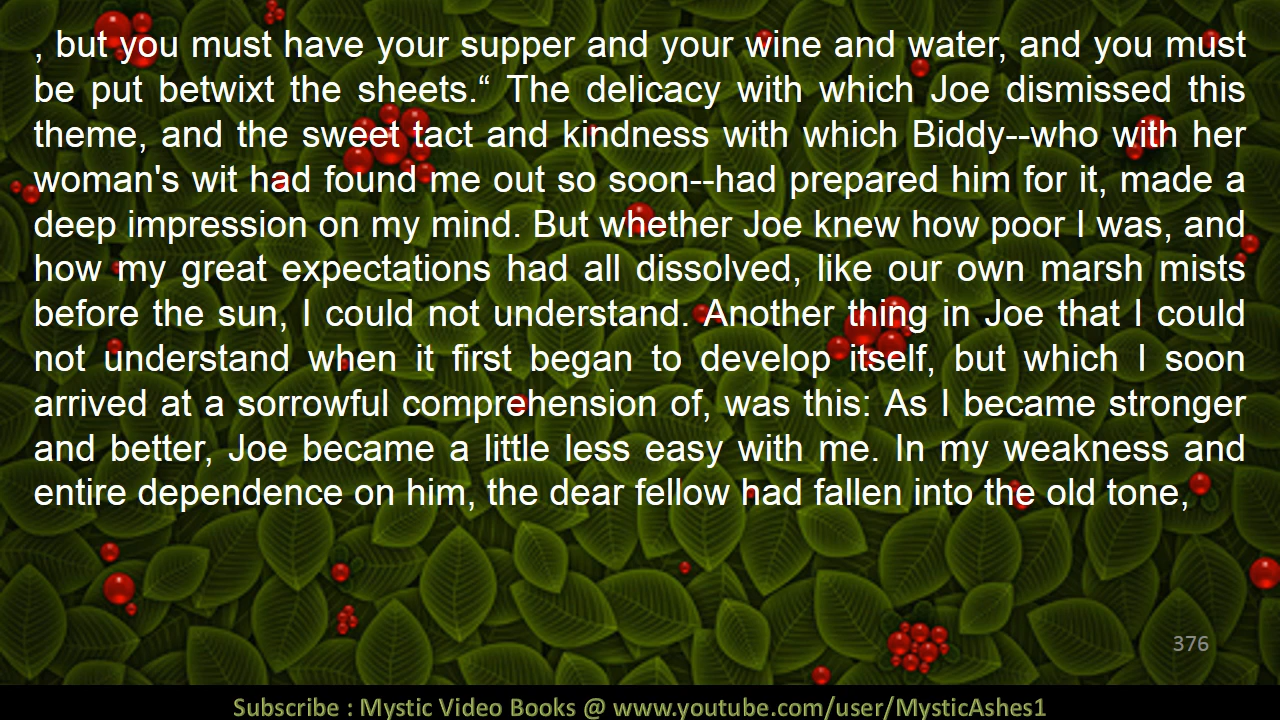 , but you must have your supper and your wine and water, and you must
be put betwixt the sheets.“ The delicacy with which Joe dismissed this
theme, and the sweet tact and kindness with which Biddy--who with her
woman's wit had found me out so soon--had prepared him for it, made a
deep impression on my mind. But whether Joe knew how poor I was, and
how my great expectations had all dissolved, like our own marsh mists
before the sun, I could not understand. Another thing in Joe that I could
not understand when it first began to develop itself, but which I soon
arrived at a sorrowful comprehension of, was this: As I became stronger
and better, Joe became a little less easy with me. In my weakness and
entire dependence on him, the dear fellow had fallen into the old tone,
376
Subscribe : Mystic Video Books @ www.youtube.com/user/MysticAshes1